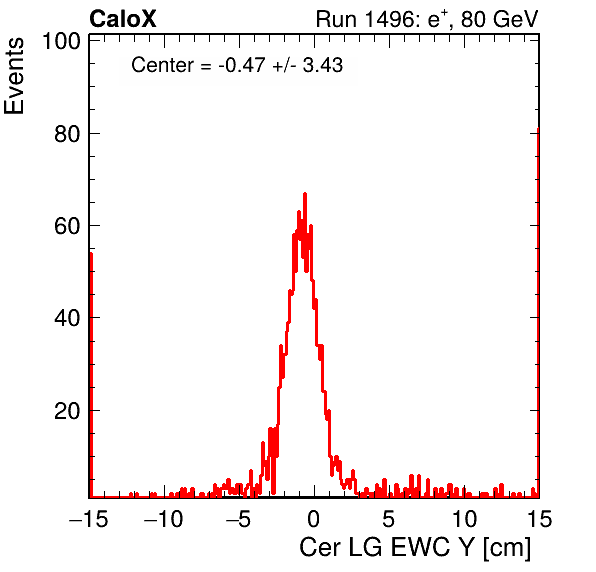 CaloX Run 1496: e⁺, 80 GeV
Events
Center = -0.47 +/- 3.43
100
80
60
40
20
−15 −10 −5 0 5 10 15
Cer LG EWC Y [cm]